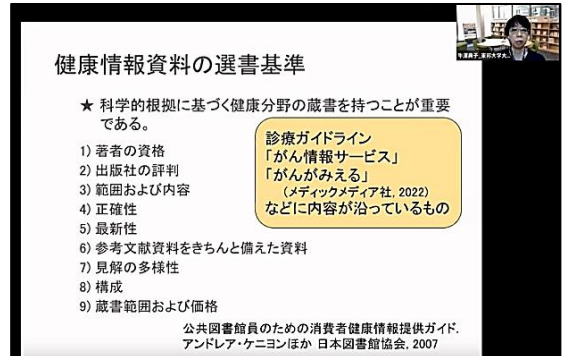 健康情報資料の選書基準
★ 科学的根拠に基づく健康分野の蔵書を持つことが重要
である。
1) 著者の資格
2) 出版社の評判
3) 範囲および内容
4) 正確性
5) 最新性
6) 参考文献資料をきちんと備えた資料
7) 見解の多様性
8) 構成
9) 蔵書範囲および価格
診療ガイドライン
「がん情報サービス」
「がんがみえる」
(メディックメディア社, 2022)
などに内容が沿っているもの
公共図書館員のための消費者健康情報提供ガイド.
アンドレア・ケニヨンほか 日本図書館協会, 2007